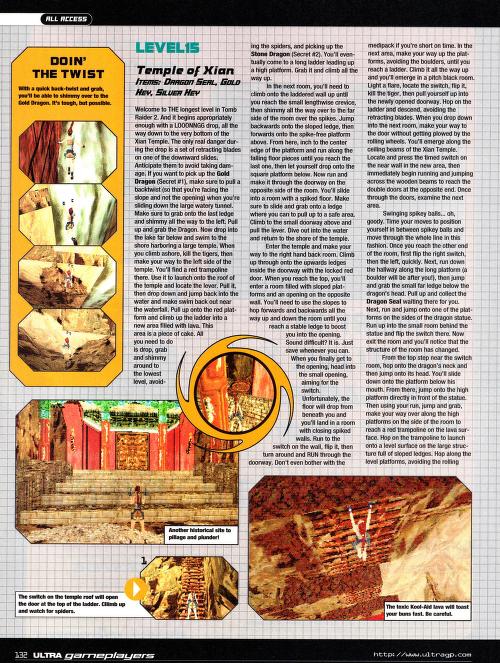 ALL ACCESS
DOIN'
THE TWIST
With a quick back-twist and grab,
you'll be able to shimmy over to the
Gold Dragon. It's tough, but possible.
LEVEL15
Temple of Xian
Items: Dragon Seal, Gold
Key, Silver Key
Welcome to THE longest level in Tomb
Raider 2. And it begins appropriately
enough with a LOONNNGG drop, all the
way down to the very bottom of the
Xian Temple. The only real danger dur-
ing the drop is a set of retracting blades
on one of the downward slides.
Anticipate them to avoid taking dam-
age. If you want to pick up the Gold
Dragon (Secret #1), make sure to pull a
backtwist (so that you're facing the
slope and not the opening) when you're
sliding down the large watery tunnel.
Make sure to grab onto the last ledge
and shimmy all the way to the left. Pull
up and grab the Dragon. Now drop into
the lake far below and swim to the
shore harboring a large temple. When
you climb ashore, kill the tigers, then
make your way to the left side of the
temple. You'll find a red trampoline
there. Use it to launch onto the roof of
the temple and locate the lever. Pull it,
then drop down and jump back into the
water and make swim back out near
the waterfall. Pull up onto the red plat-
form and climb up the ladder into a
new area filled with lava. This
area is a piece of cake. All
you need to do
is drop, grab
and shimmy
around to
the lowest
level, avoid-
ing the spiders, and picking up the
Stone Dragon (Secret #2). You'll even-
tually come to a long ladder leading up
a high platform. Grab it and climb all the
way up.
In the next room, you'll need to
climb onto the laddered wall up until
you reach the small lengthwise crevice,
then shimmy all the way over to the far
side of the room over the spikes. Jump
backwards onto the sloped ledge, then
forwards onto the spike-free platform
above. From here, inch to the center
edge of the platform and run along the
falling floor pieces until you reach the
last one, then let yourself drop onto the
square platform below. Now run and
make it through the doorway on the
opposite side of the room. You'll slide
into a room with a spiked floor. Make
sure to slide and grab onto a ledge
where you can pull up to a safe area.
Climb to the small doorway above and
pull the lever. Dive out into the water
and return to the shore of the temple.
Enter the temple and make your
way to the right hand back room. Climb
up through onto the upwards ledges
inside the doorway with the locked red
door. When you reach the top, you'll
enter a room filled with sloped plat-
forms and an opening on the opposite
wall. You'll need to use the slopes to
hop forwards and backwards all the
way up and down the room until you
reach a stable ledge to boost
you into the opening.
Sound difficult? It is. Just
save whenever you can.
When you finally get to
the opening, head into
the small opening,
aiming for the
switch.
Unfortunately, the
floor will drop from
beneath you and
you'll land in a room
with closing spiked
walls. Run to the
switch on the wall, flip it, then
turn around and RUN through the
doorway. Don't even bother with the
medipack if you're short on time. In the
next area, make your way up the plat-
forms, avoiding the boulders, until you
reach a ladder. Climb it all the way up
and you'll emerge in a pitch black room.
Light a flare, locate the switch, flip it,
kill the tiger, then pull yourself up into
the newly opened doorway. Hop on the
ladder and descend, avoiding the
retracting blades. When you drop down
into the next room, make your way to
the door without getting plowed by the
rolling wheels. You'll emerge along the
ceiling beams of the Xian Temple.
Locate and press the timed switch on
the near wall in the new area, then
immediately begin running and jumping
across the wooden beams to reach the
double doors at the opposite end. Once
through the doors, examine the next
area.
Swinging spikey balls... oh,
goody. Time your moves to position
yourself in between spikey balls and
move through the whole line in this
fashion. Once you reach the other end
of the room, first flip the right switch,
then the left, quickly. Next, run down
the hallway along the long platform (a
boulder will be after you!), then jump
and grab the small far ledge below the
dragon's head. Pull up and collect the
Dragon Seal waiting there for you.
Next, run and jump onto one of the plat-
forms on the sides of the dragon statue.
Run up into the small room behind the
statue and flip the switch there. Now
exit the room and you'll notice that the
structure of the room has changed.
From the top step near the switch
room, hop onto the dragon's neck and
then jump onto its head. You'll slide
down onto the platform below his
mouth. From there, jump onto the high
platform directly in front of the statue.
Then using your run, jump and grab,
make your way over along the high
platforms on the side of the room to
reach a red trampoline on the lava sur-
face. Hop on the trampoline to launch
onto a level surface on the large struc-
ture full of sloped ledges. Hop along the
level platforms, avoiding the rolling
Another historical site to
pillage and plunder!
1
The switch on the temple roof will open
the door at the top of the ladder. Climb up
and watch for spiders.
The toxic Kool-Aid lava will toast
your buns fast. Be careful.
132 ULTRA gameplayers
http://www.ultragp.com